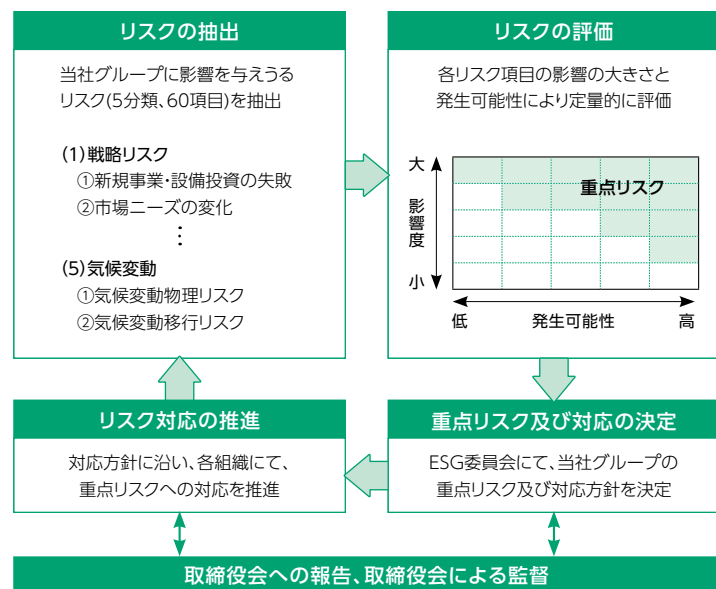 リスクの抽出
当社グループに影響を与えうる
リスク(5分類、60項目)を抽出
(1)戦略リスク
①新規事業・設備投資の失敗
②市場ニーズの変化
⋮
(5)気候変動
①気候変動物理リスク
②気候変動移行リスク
リスクの評価
各リスク項目の影響の大きさと
発生可能性により定量的に評価
大
影響度
小
重点リスク
低
発生可能性
高
重点リスク及び対応の決定
ESG委員会にて、当社グループの
重点リスク及び対応方針を決定
リスク対応の推進
対応方針に沿い、各組織にて、
重点リスクへの対応を推進
取締役会への報告、取締役会による監督